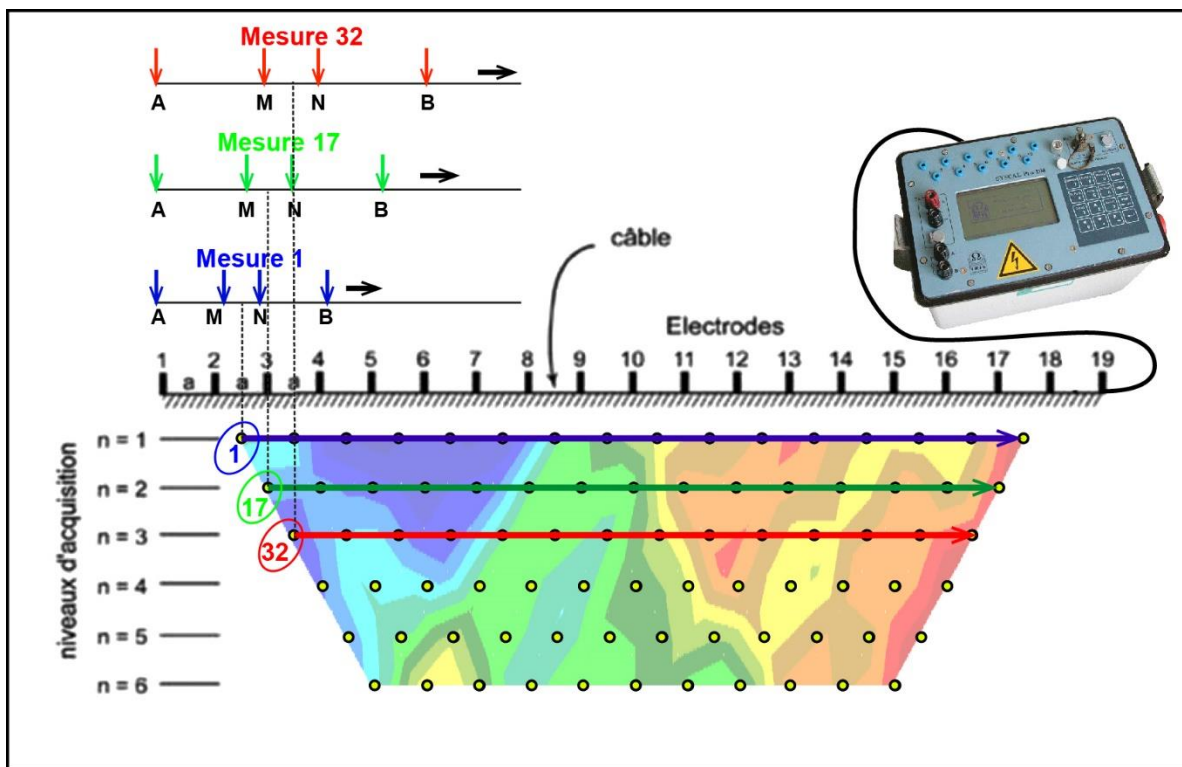 Mesure 32
A M N B
Mesure 17
A M N B
Mesure 1
A M N B
câble
Electrodes
1 2 3 4 5 6 7 8 9 10 11 12 13 14 15 16 17 18 19
a a a
niveaux d'acquisition
n = 1
1
n = 2
17
n = 3
32
n = 4
n = 5
n = 6